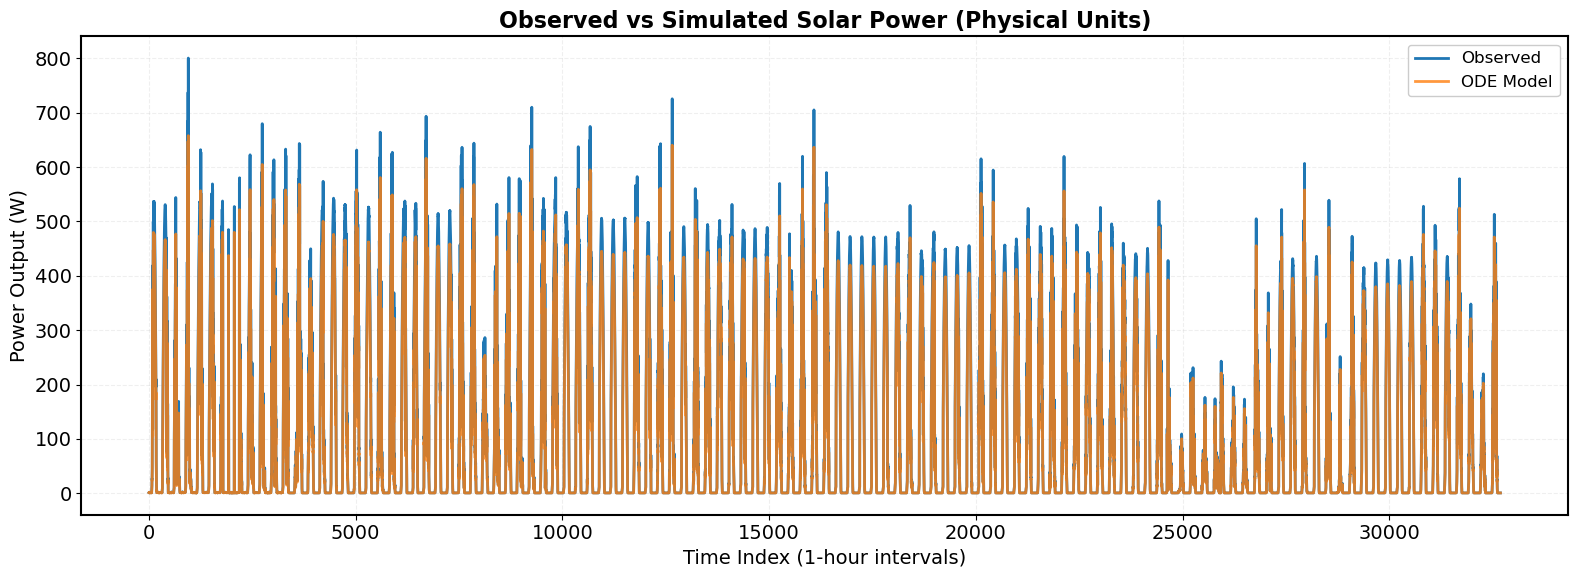 Observed vs Simulated Solar Power (Physical Units)
Observed
ODE Model
Power Output (W)
800
700
600
500
400
300
200
100
0
0 5000 10000 15000 20000 25000 30000
Time Index (1-hour intervals)